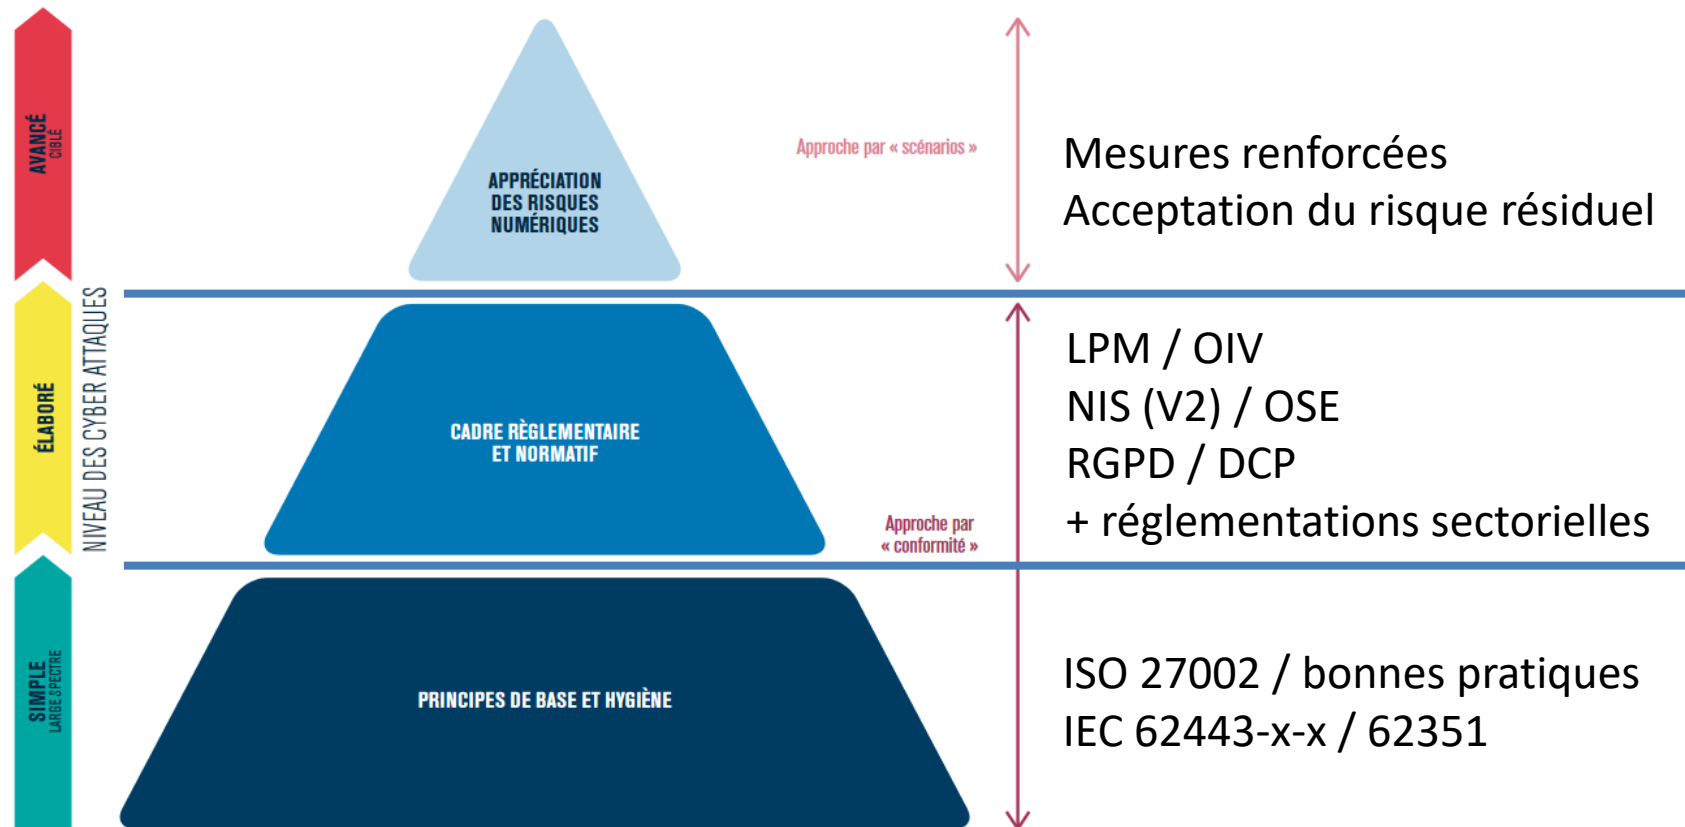 AVANCÉ
CIBLÉ
APPRÉCIATION
DES RISQUES
NUMÉRIQUES
Approche par « scénarios »
Mesures renforcées
Acceptation du risque résiduel
NIVEAU DES CYBER ATTAQUES
ÉLABORÉ
CADRE RÈGLEMENTAIRE
ET NORMATIF
Approche par
« conformité »
LPM / OIV
NIS (V2) / OSE
RGPD / DCP
+ réglementations sectorielles
SIMPLE
LARGE SPECTRE
PRINCIPES DE BASE ET HYGIÈNE
ISO 27002 / bonnes pratiques
IEC 62443-x-x / 62351